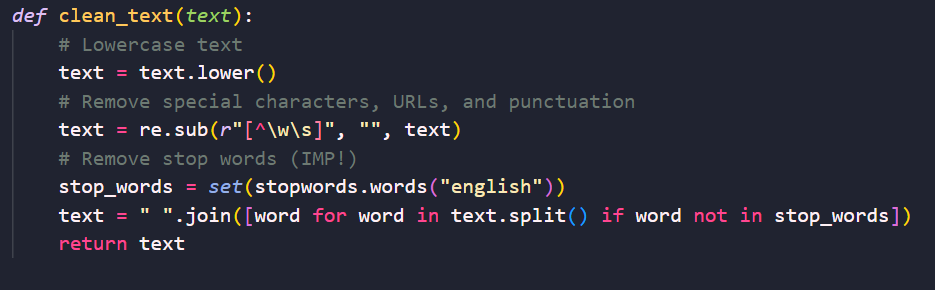 def clean_text(text):
    # Lowercase text
    text = text.lower()
    # Remove special characters, URLs, and punctuation
    text = re.sub(r"[^\w\s]", "", text)
    # Remove stop words (IMP!)
    stop_words = set(stopwords.words("english"))
    text = " ".join([word for word in text.split() if word not in stop_words])
    return text